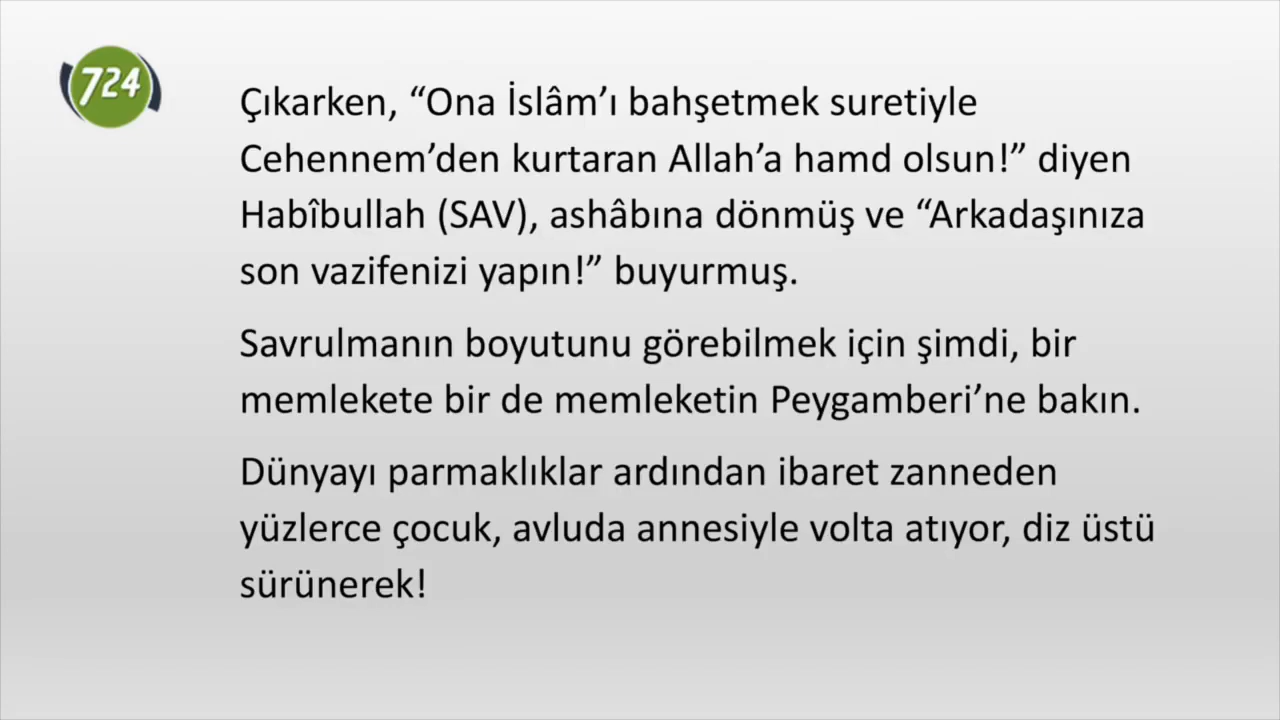 724
Çıkarken, “Ona İslâm’ı bahşetmek suretiyle
Cehennem’den kurtaran Allah’a hamd olsun!” diyen
Habîbullah (SAV), ashâbına dönmüş ve “Arkadaşınıza
son vazifenizi yapın!” buyurmuş.
Savrulmanın boyutunu görebilmek için şimdi, bir
memlekete bir de memleketin Peygamberi’ne bakın.
Dünyayı parmaklıklar ardından ibaret zanneden
yüzlerce çocuk, avluda annesiyle volta atıyor, diz üstü
sürünerek!